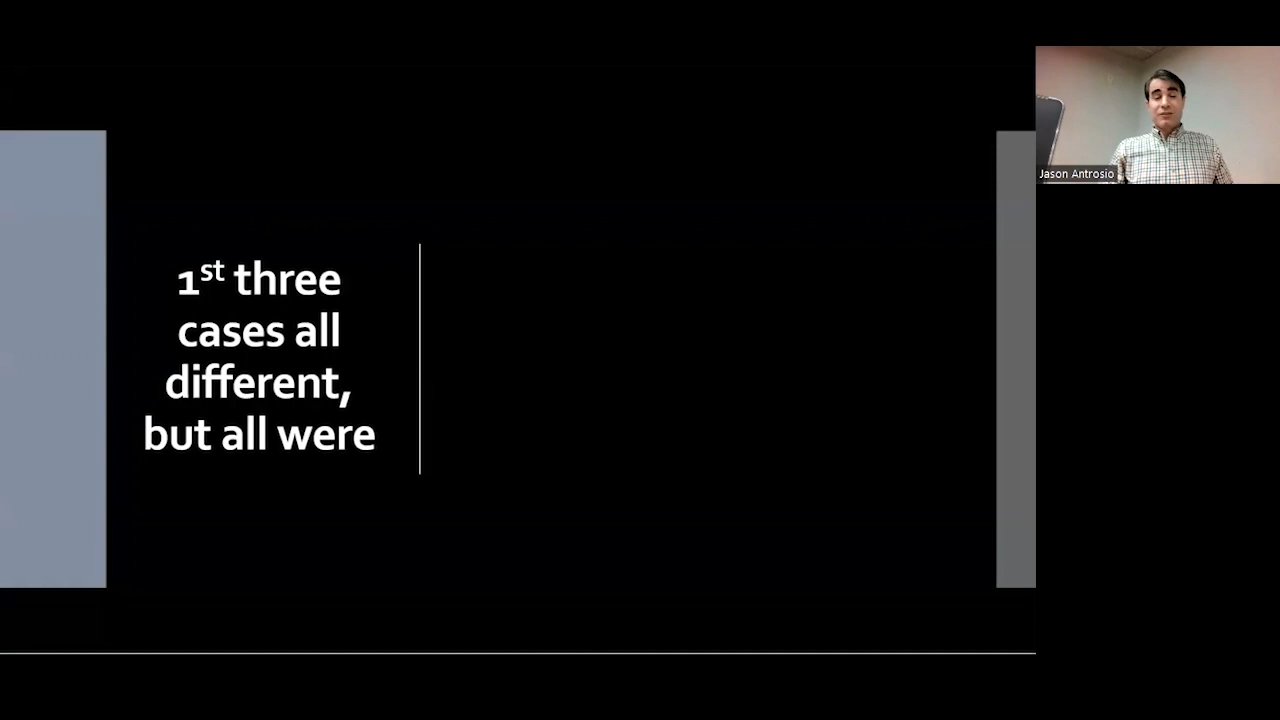 1st three
cases all
different,
but all were
Jason Antrosio